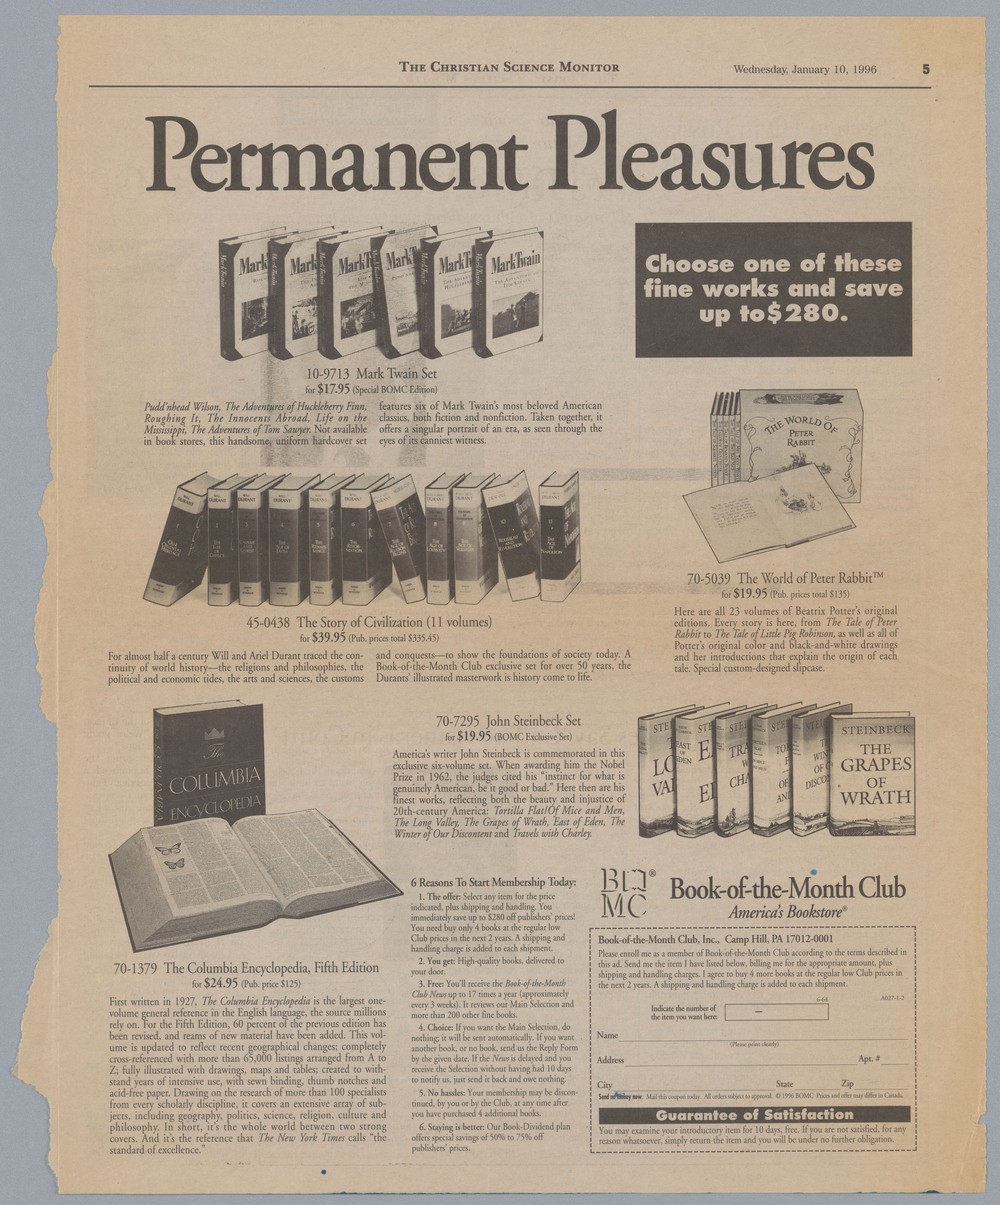 THE CHRISTIAN SCIENCE MONITOR
Wednesday, January 10, 1996
5
Permanent Pleasures
Choose one of these
fine works and save
up to $280.
MarkTwain
10-9713 Mark Twain Set
for $17.95 (Special BOMC Edition)
Pudd'nhead Wilson, The Adventures of Huckleberry Finn,
Roughing It, The Innocents Abroad, Life on the
Mississippi, The Adventures of Tom Sawyer. Not available
in book stores, this handsome, uniform hardcover set
features six of Mark Twain's most beloved American
classics, both fiction and nonfiction. Taken together, it
offers a singular portrait of an era, as seen through the
eyes of its canniest witness.
THE WORLD OF
PETER
RABBIT
70-5039 The World of Peter Rabbit™
for $19.95 (Pub. prices total $135)
Here are all 23 volumes of Beatrix Potter's original
editions. Every story is here, from The Tale of Peter
Rabbit to The Tale of Little Pig Robinson, as well as all of
Potter's original color and black-and-white drawings
and her introductions that explain the origin of each
tale. Special custom-designed slipcase.
45-0438 The Story of Civilization (11 volumes)
for $39.95 (Pub. prices total $335.45)
For almost half a century Will and Ariel Durant traced the con-
tinuity of world history—the religions and philosophies, the
political and economic tides, the arts and sciences, the customs
and conquests—to show the foundations of society today. A
Book-of-the-Month Club exclusive set for over 50 years, the
Durants' illustrated masterwork is history come to life.
The
COLUMBIA
ENCYCLOPEDIA
70-7295 John Steinbeck Set
for $19.95 (BOMC Exclusive Set)
America's writer John Steinbeck is commemorated in this
exclusive six-volume set. When awarding him the Nobel
Prize in 1962, the judges cited his "instinct for what is
genuinely American, be it good or bad." Here then are his
finest works, reflecting both the beauty and injustice of
20th-century America: Tortilla Flat/Of Mice and Men,
The Long Valley, The Grapes of Wrath, East of Eden, The
Winter of Our Discontent and Travels with Charley.
STEINBECK
THE
GRAPES
OF
WRATH
70-1379 The Columbia Encyclopedia, Fifth Edition
for $24.95 (Pub. price $125)
First written in 1927, The Columbia Encyclopedia is the largest one-
volume general reference in the English language, the source millions
rely on. For the Fifth Edition, 60 percent of the previous edition has
been revised, and reams of new material have been added. This vol-
ume is updated to reflect recent geographical changes; completely
cross-referenced with more than 65,000 listings arranged from A to
Z; fully illustrated with drawings, maps and tables; created to with-
stand years of intensive use, with sewn binding, thumb notches and
acid-free paper. Drawing on the research of more than 100 specialists
from every scholarly discipline, it covers an extensive array of sub-
jects, including geography, politics, science, religion, culture and
philosophy. In short, it's the whole world between two strong
covers. And it's the reference that The New York Times calls "the
standard of excellence."
6 Reasons To Start Membership Today:
1. The offer: Select any item for the price
indicated, plus shipping and handling. You
immediately save up to $280 off publishers' prices!
You need buy only 4 books at the regular low
Club prices in the next 2 years. A shipping and
handling charge is added to each shipment.
2. You get: High-quality books, delivered to
your door.
3. Free: You'll receive the Book-of-the-Month
Club News up to 17 times a year (approximately
every 3 weeks). It reviews our Main Selection and
more than 200 other fine books.
4. Choice: If you want the Main Selection, do
nothing; it will be sent automatically. If you want
another book, or no book, send us the Reply Form
by the given date. If the News is delayed and you
receive the Selection without having had 10 days
to notify us, just send it back and owe nothing.
5. No hassles: Your membership may be discon-
tinued, by you or by the Club, at any time after
you have purchased 4 additional books.
6. Staying is better: Our Book-Dividend plan
offers special savings of 50% to 75% off
publishers' prices.
BOMC®
Book-of-the-Month Club
America's Bookstore®
Book-of-the-Month Club, Inc., Camp Hill, PA 17012-0001
Please enroll me as a member of Book-of-the-Month Club according to the terms described in
this ad. Send me the item I have listed below, billing me for the appropriate amount, plus
shipping and handling charges. I agree to buy 4 more books at the regular low Club prices in
the next 2 years. A shipping and handling charge is added to each shipment.
6-64
A027-1-2
Indicate the number of
the item you want here:
–
Name
(Please print clearly)
Address
Apt. #
City
State
Zip
Send no money now. Mail this coupon today. All orders subject to approval. © 1996 BOMC. Prices and offer may differ in Canada.
Guarantee of Satisfaction
You may examine your introductory item for 10 days, free. If you are not satisfied, for any
reason whatsoever, simply return the item and you will be under no further obligation.